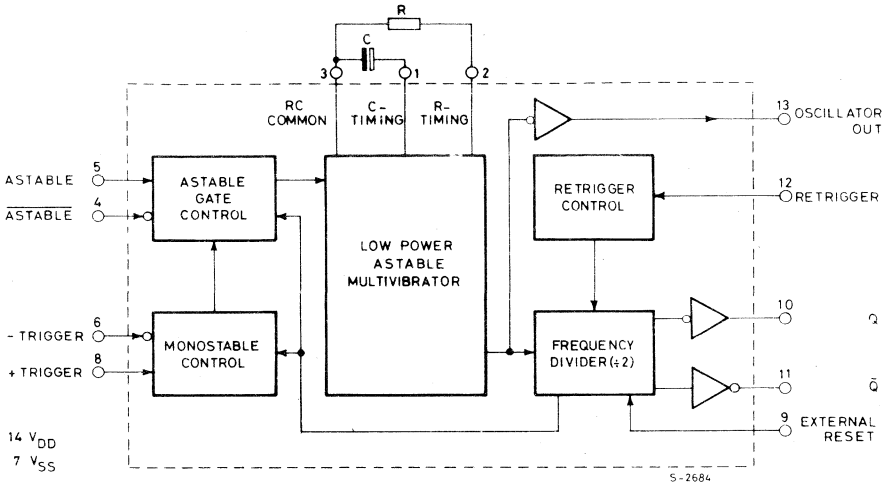 R
C
3
1
2
RC
COMMON
C-
TIMING
R-
TIMING
13
OSCILLATOR
OUT
5
ASTABLE
4
ASTABLE
ASTABLE
GATE
CONTROL
RETRIGGER
CONTROL
12
RETRIGGER
LOW POWER
ASTABLE
MULTIVIBRATOR
6
- TRIGGER
8
+ TRIGGER
MONOSTABLE
CONTROL
FREQUENCY
DIVIDER (÷2)
10
Q
11
Q̄
9
EXTERNAL
RESET
14 VDD
7 VSS
S-2684